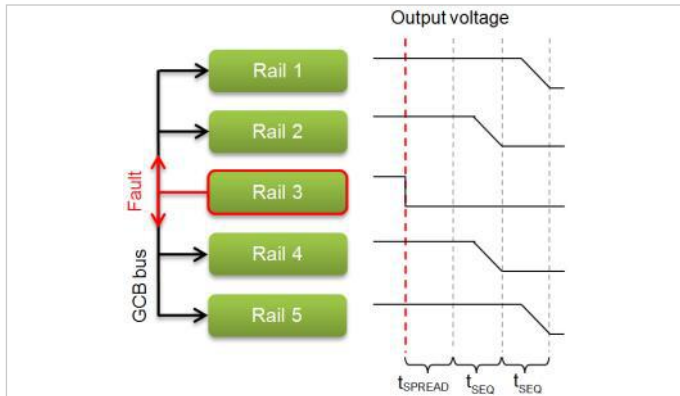 Output voltage
Rail 1
Rail 2
Rail 3
Rail 4
Rail 5
Fault
GCB bus
tSPREAD
tSEQ
tSEQ